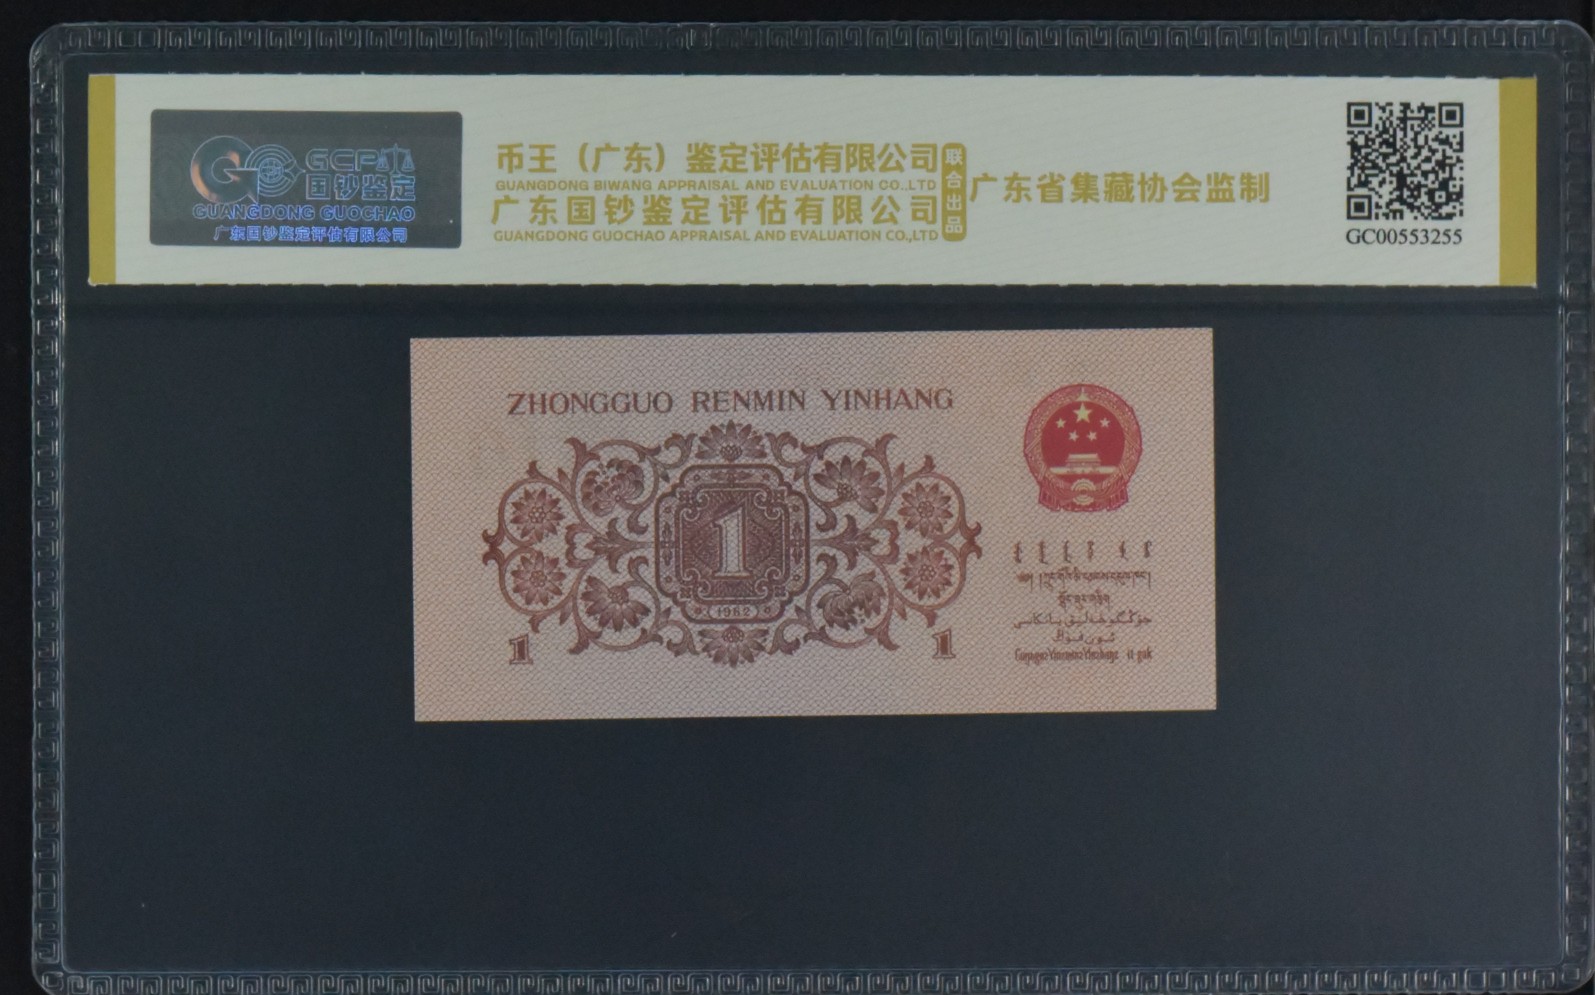 GCP
国钞鉴定
GUANGDONG GUOCHAO
广东国钞鉴定评估有限公司
币王（广东）鉴定评估有限公司
GUANGDONG BIWANG APPRAISAL AND EVALUATION CO.,LTD
广东国钞鉴定评估有限公司
GUANGDONG GUOCHAO APPRAISAL AND EVALUATION CO.,LTD
联合出品
广东省集藏协会监制
GC00553255
ZHONGGUO RENMIN YINHANG
1
1962
1
1